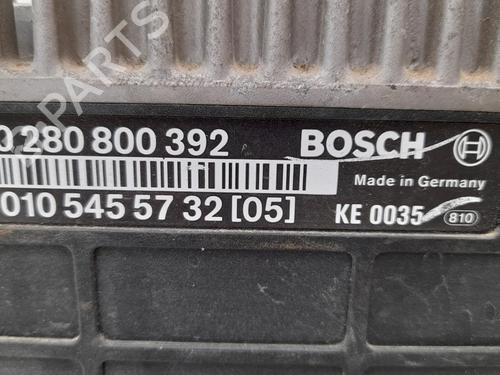 0 280 800 392 BOSCH
Made in Germany
010 545 57 32 [05] KE 0035 810